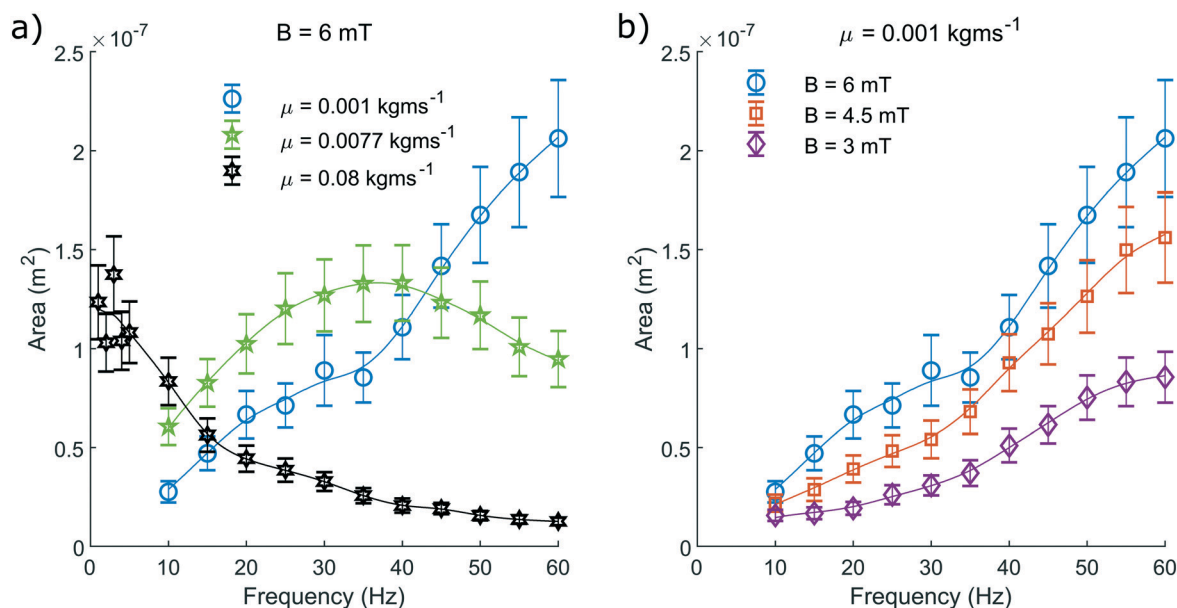 a)
×10⁻⁷
B = 6 mT
2.5
2
1.5
1
0.5
0
Area (m²)
μ = 0.001 kgms⁻¹
μ = 0.0077 kgms⁻¹
μ = 0.08 kgms⁻¹
0 10 20 30 40 50 60
Frequency (Hz)
b)
×10⁻⁷
μ = 0.001 kgms⁻¹
2.5
2
1.5
1
0.5
0
Area (m²)
B = 6 mT
B = 4.5 mT
B = 3 mT
0 10 20 30 40 50 60
Frequency (Hz)